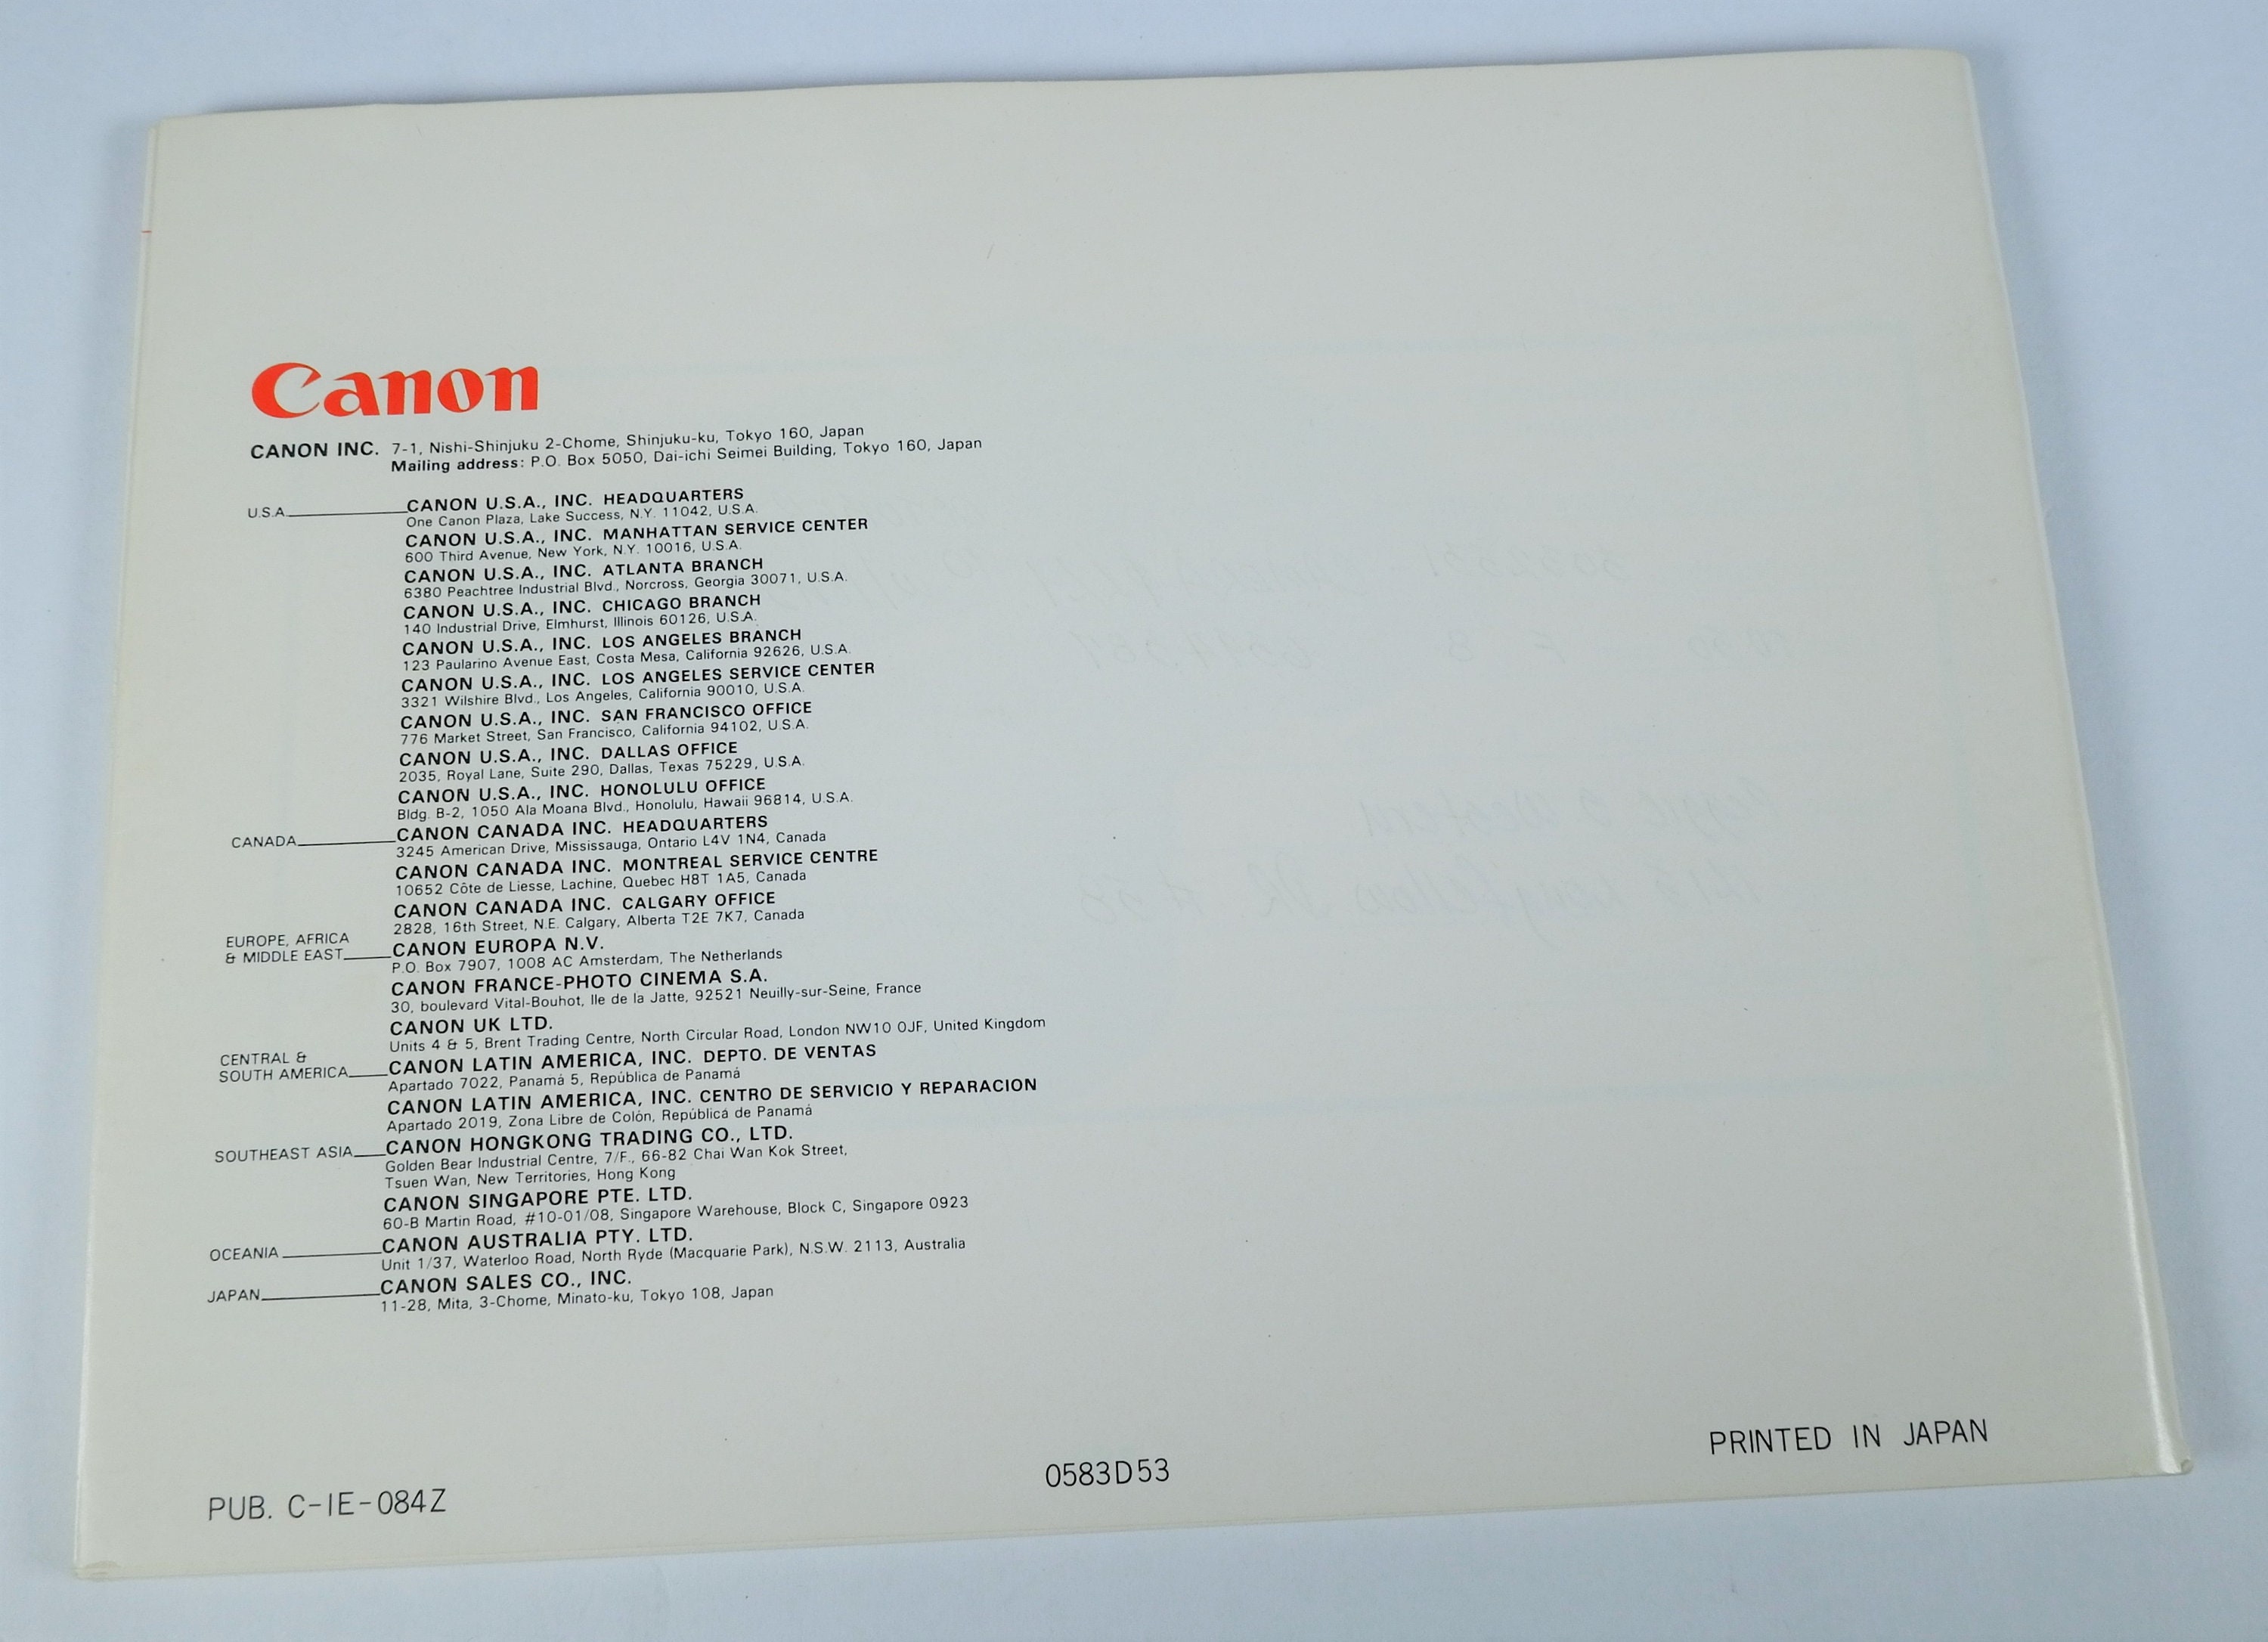 Canon
CANON INC. 7-1, Nishi-Shinjuku 2-Chome, Shinjuku-ku, Tokyo 160, Japan
Mailing address: P.O. Box 5050, Dai-ichi Seimei Building, Tokyo 160, Japan
U.S.A. CANON U.S.A., INC. HEADQUARTERS
One Canon Plaza, Lake Success, N.Y. 11042, U.S.A.
CANON U.S.A., INC. MANHATTAN SERVICE CENTER
600 Third Avenue, New York, N.Y. 10016, U.S.A.
CANON U.S.A., INC. ATLANTA BRANCH
6380 Peachtree Industrial Blvd., Norcross, Georgia 30071, U.S.A.
CANON U.S.A., INC. CHICAGO BRANCH
140 Industrial Drive, Elmhurst, Illinois 60126, U.S.A.
CANON U.S.A., INC. LOS ANGELES BRANCH
123 Paularino Avenue East, Costa Mesa, California 92626, U.S.A.
CANON U.S.A., INC. LOS ANGELES SERVICE CENTER
3321 Wilshire Blvd., Los Angeles, California 90010, U.S.A.
CANON U.S.A., INC. SAN FRANCISCO OFFICE
776 Market Street, San Francisco, California 94102, U.S.A.
CANON U.S.A., INC. DALLAS OFFICE
2035, Royal Lane, Suite 290, Dallas, Texas 75229, U.S.A.
CANON U.S.A., INC. HONOLULU OFFICE
Bldg. B-2, 1050 Ala Moana Blvd., Honolulu, Hawaii 96814, U.S.A.
CANADA CANON CANADA INC. HEADQUARTERS
3245 American Drive, Mississauga, Ontario L4V 1N4, Canada
CANON CANADA INC. MONTREAL SERVICE CENTRE
10652 Côte de Liesse, Lachine, Quebec H8T 1A5, Canada
CANON CANADA INC. CALGARY OFFICE
2828, 16th Street, N.E. Calgary, Alberta T2E 7K7, Canada
EUROPE, AFRICA
& MIDDLE EAST CANON EUROPA N.V.
P.O. Box 7907, 1008 AC Amsterdam, The Netherlands
CANON FRANCE-PHOTO CINEMA S.A.
30, boulevard Vital-Bouhot, Ile de la Jatte, 92521 Neuilly-sur-Seine, France
CANON UK LTD.
Units 4 & 5, Brent Trading Centre, North Circular Road, London NW10 0JF, United Kingdom
CENTRAL &
SOUTH AMERICA CANON LATIN AMERICA, INC. DEPTO. DE VENTAS
Apartado 7022, Panamá 5, República de Panamá
CANON LATIN AMERICA, INC. CENTRO DE SERVICIO Y REPARACION
Apartado 2019, Zona Libre de Colón, Repúblicá de Panamá
SOUTHEAST ASIA CANON HONGKONG TRADING CO., LTD.
Golden Bear Industrial Centre, 7/F., 66-82 Chai Wan Kok Street,
Tsuen Wan, New Territories, Hong Kong
CANON SINGAPORE PTE. LTD.
60-B Martin Road, #10-01/08, Singapore Warehouse, Block C, Singapore 0923
OCEANIA CANON AUSTRALIA PTY. LTD.
Unit 1/37, Waterloo Road, North Ryde (Macquarie Park), N.S.W. 2113, Australia
JAPAN CANON SALES CO., INC.
11-28, Mita, 3-Chome, Minato-ku, Tokyo 108, Japan
PUB. C-IE-084Z 0583D53 PRINTED IN JAPAN